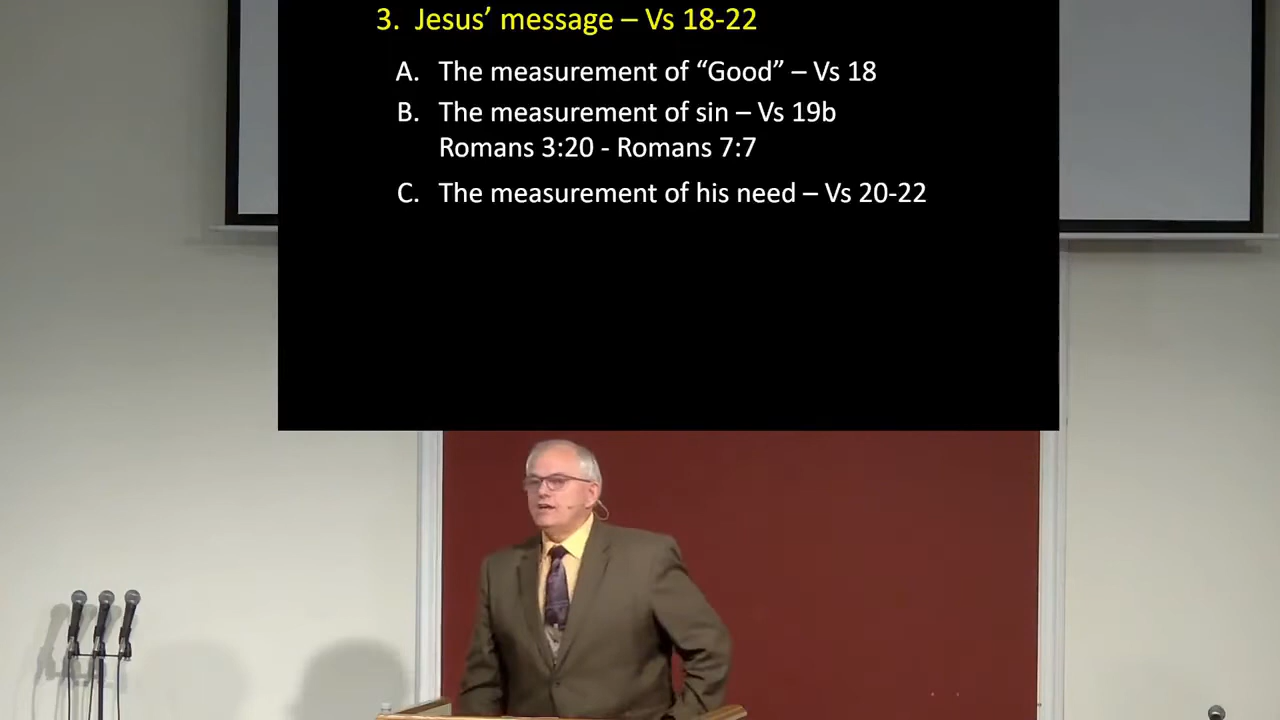 3. Jesus’ message – Vs 18-22
A. The measurement of “Good” – Vs 18
B. The measurement of sin – Vs 19b
Romans 3:20 - Romans 7:7
C. The measurement of his need – Vs 20-22